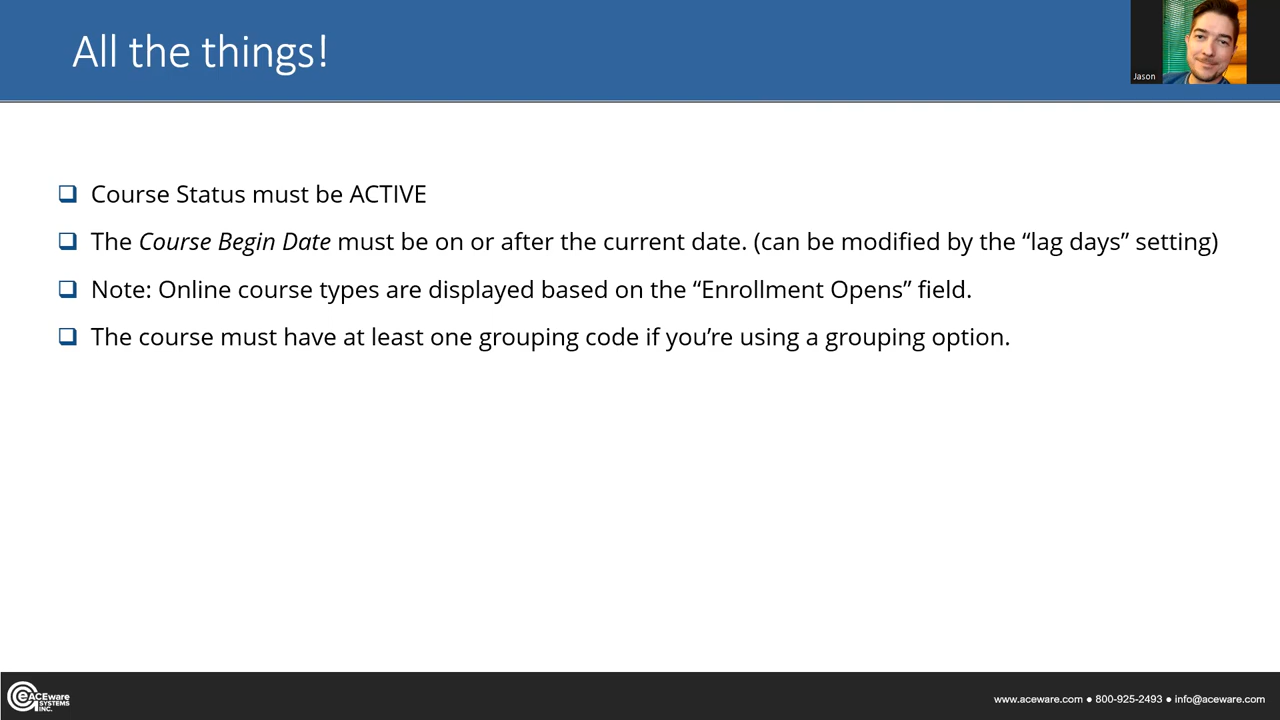 All the things!
Jason
Course Status must be ACTIVE
The Course Begin Date must be on or after the current date. (can be modified by the “lag days” setting)
Note: Online course types are displayed based on the “Enrollment Opens” field.
The course must have at least one grouping code if you’re using a grouping option.
ACEware
SYSTEMS
INC.
www.aceware.com ● 800-925-2493 ● info@aceware.com